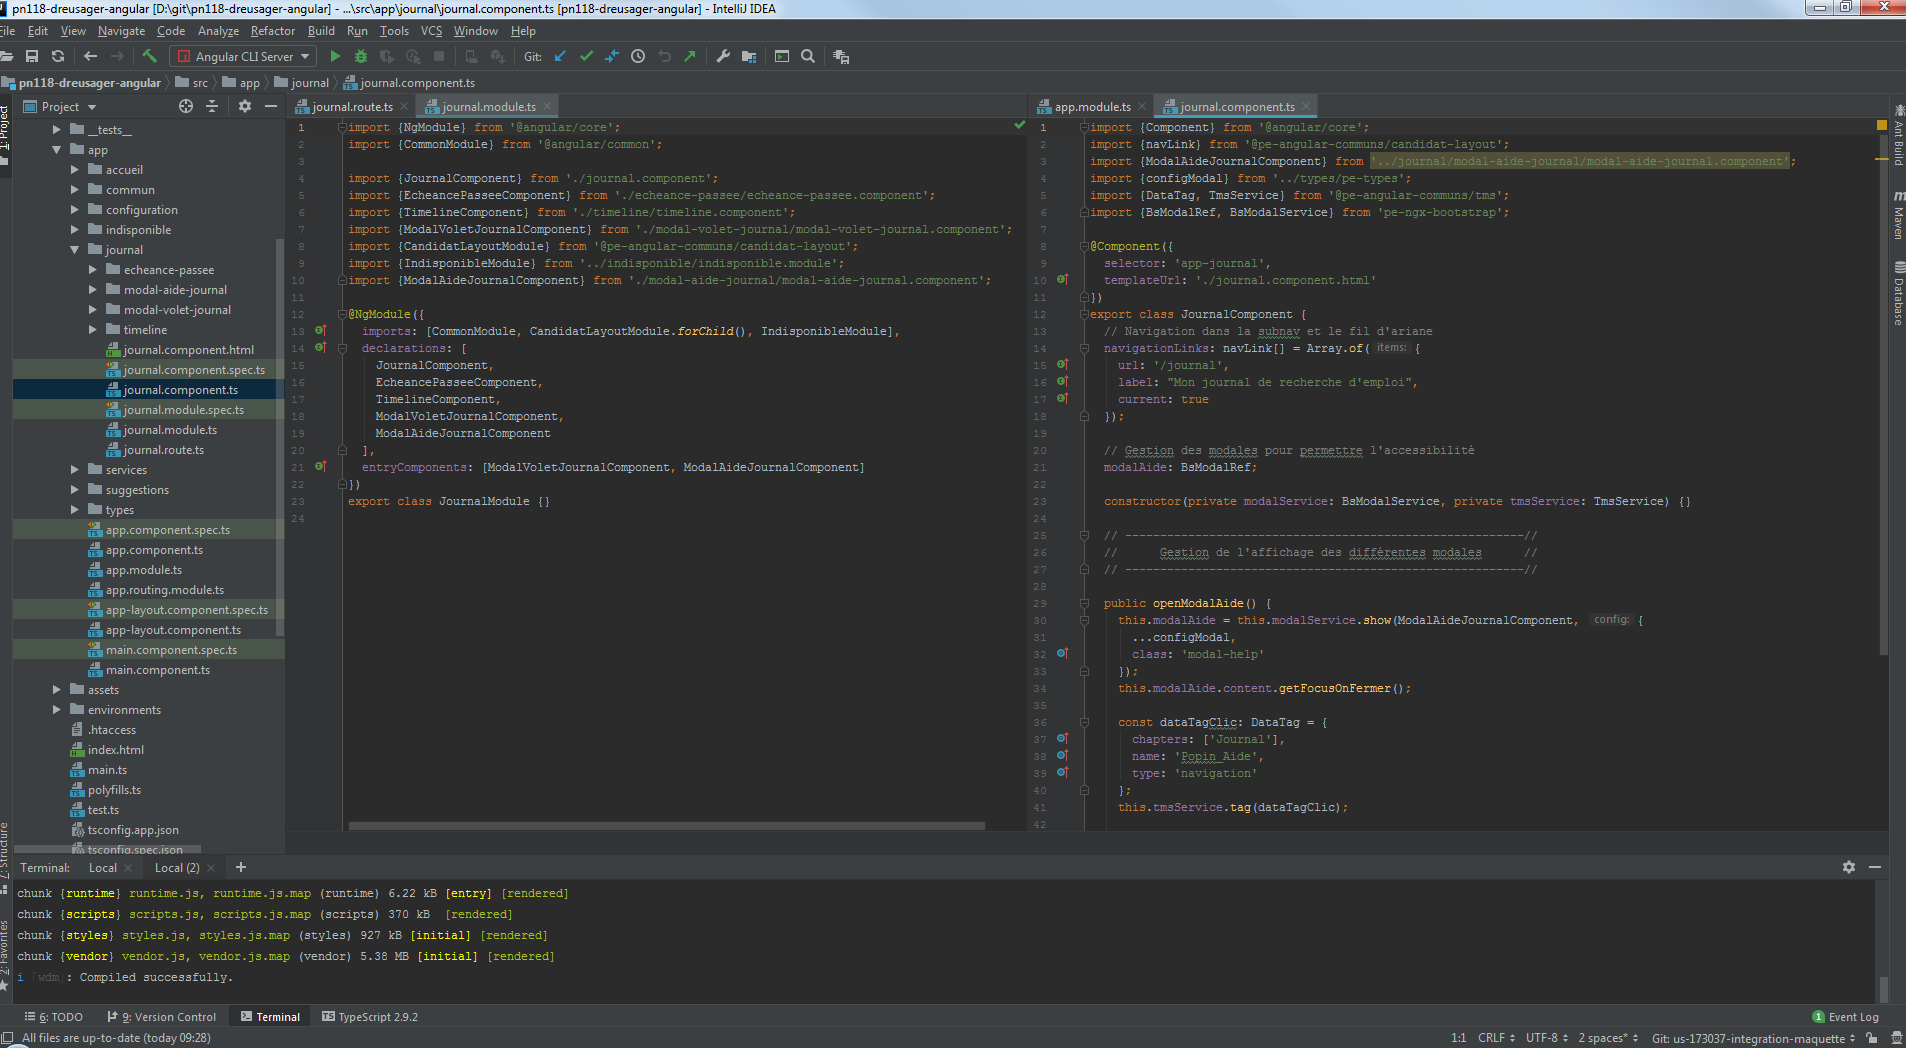 pn118-dreusager-angular [D:\git\pn118-dreusager-angular] - ...\src\app\journal\journal.component.ts [pn118-dreusager-angular] - IntelliJ IDEA
File Edit View Navigate Code Analyze Refactor Build Run Tools VCS Window Help
Angular CLI Server
Git:
pn118-dreusager-angular src app journal journal.component.ts
1: Project
Project
__tests__
app
accueil
commun
configuration
indisponible
journal
echeance-passee
modal-aide-journal
modal-volet-journal
timeline
journal.component.html
journal.component.spec.ts
journal.component.ts
journal.module.spec.ts
journal.module.ts
journal.route.ts
services
suggestions
types
app.component.spec.ts
app.component.ts
app.module.ts
app.routing.module.ts
app-layout.component.spec.ts
app-layout.component.ts
main.component.spec.ts
main.component.ts
assets
environments
.htaccess
index.html
main.ts
polyfills.ts
test.ts
tsconfig.app.json
tsconfig.spec.json
journal.route.ts journal.module.ts
1 import {NgModule} from '@angular/core';
2 import {CommonModule} from '@angular/common';
3
4 import {JournalComponent} from './journal.component';
5 import {EcheancePasseeComponent} from './echeance-passee/echeance-passee.component';
6 import {TimelineComponent} from './timeline/timeline.component';
7 import {ModalVoletJournalComponent} from './modal-volet-journal/modal-volet-journal.component';
8 import {CandidatLayoutModule} from '@pe-angular-communs/candidat-layout';
9 import {IndisponibleModule} from '../indisponible/indisponible.module';
10 import {ModalAideJournalComponent} from './modal-aide-journal/modal-aide-journal.component';
11
12 @NgModule({
13 imports: [CommonModule, CandidatLayoutModule.forChild(), IndisponibleModule],
14 declarations: [
15 JournalComponent,
16 EcheancePasseeComponent,
17 TimelineComponent,
18 ModalVoletJournalComponent,
19 ModalAideJournalComponent
20 ],
21 entryComponents: [ModalVoletJournalComponent, ModalAideJournalComponent]
22 })
23 export class JournalModule {}
24
app.module.ts journal.component.ts
1 import {Component} from '@angular/core';
2 import {navLink} from '@pe-angular-communs/candidat-layout';
3 import {ModalAideJournalComponent} from '../journal/modal-aide-journal/modal-aide-journal.component';
4 import {configModal} from '../types/pe-types';
5 import {DataTag, TmsService} from '@pe-angular-communs/tms';
6 import {BsModalRef, BsModalService} from 'pe-ngx-bootstrap';
7
8 @Component({
9 selector: 'app-journal',
10 templateUrl: './journal.component.html'
11 })
12 export class JournalComponent {
13 // Navigation dans la subnav et le fil d'ariane
14 navigationLinks: navLink[] = Array.of( items: {
15 url: '/journal',
16 label: "Mon journal de recherche d'emploi",
17 current: true
18 });
19
20 // Gestion des modales pour permettre l'accessibilité
21 modalAide: BsModalRef;
22
23 constructor(private modalService: BsModalService, private tmsService: TmsService) {}
24
25 // ---------------------------------------------------------//
26 // Gestion de l'affichage des différentes modales //
27 // ---------------------------------------------------------//
28
29 public openModalAide() {
30 this.modalAide = this.modalService.show(ModalAideJournalComponent, config: {
31 ...configModal,
32 class: 'modal-help'
33 });
34 this.modalAide.content.getFocusOnFermer();
35
36 const dataTagClic: DataTag = {
37 chapters: ['Journal'],
38 name: 'Popin_Aide',
39 type: 'navigation'
40 };
41 this.tmsService.tag(dataTagClic);
42
Ant Build
Maven
Database
7: Structure
2: Favorites
Terminal: Local Local (2)
chunk {runtime} runtime.js, runtime.js.map (runtime) 6.22 kB [entry] [rendered]
chunk {scripts} scripts.js, scripts.js.map (scripts) 370 kB [rendered]
chunk {styles} styles.js, styles.js.map (styles) 927 kB [initial] [rendered]
chunk {vendor} vendor.js, vendor.js.map (vendor) 5.38 MB [initial] [rendered]
i ｢wdm｣: Compiled successfully.
6: TODO 9: Version Control Terminal TypeScript 2.9.2 1 Event Log
All files are up-to-date (today 09:28) 1:1 CRLF UTF-8 2 spaces* Git: us-173037-integration-maquette